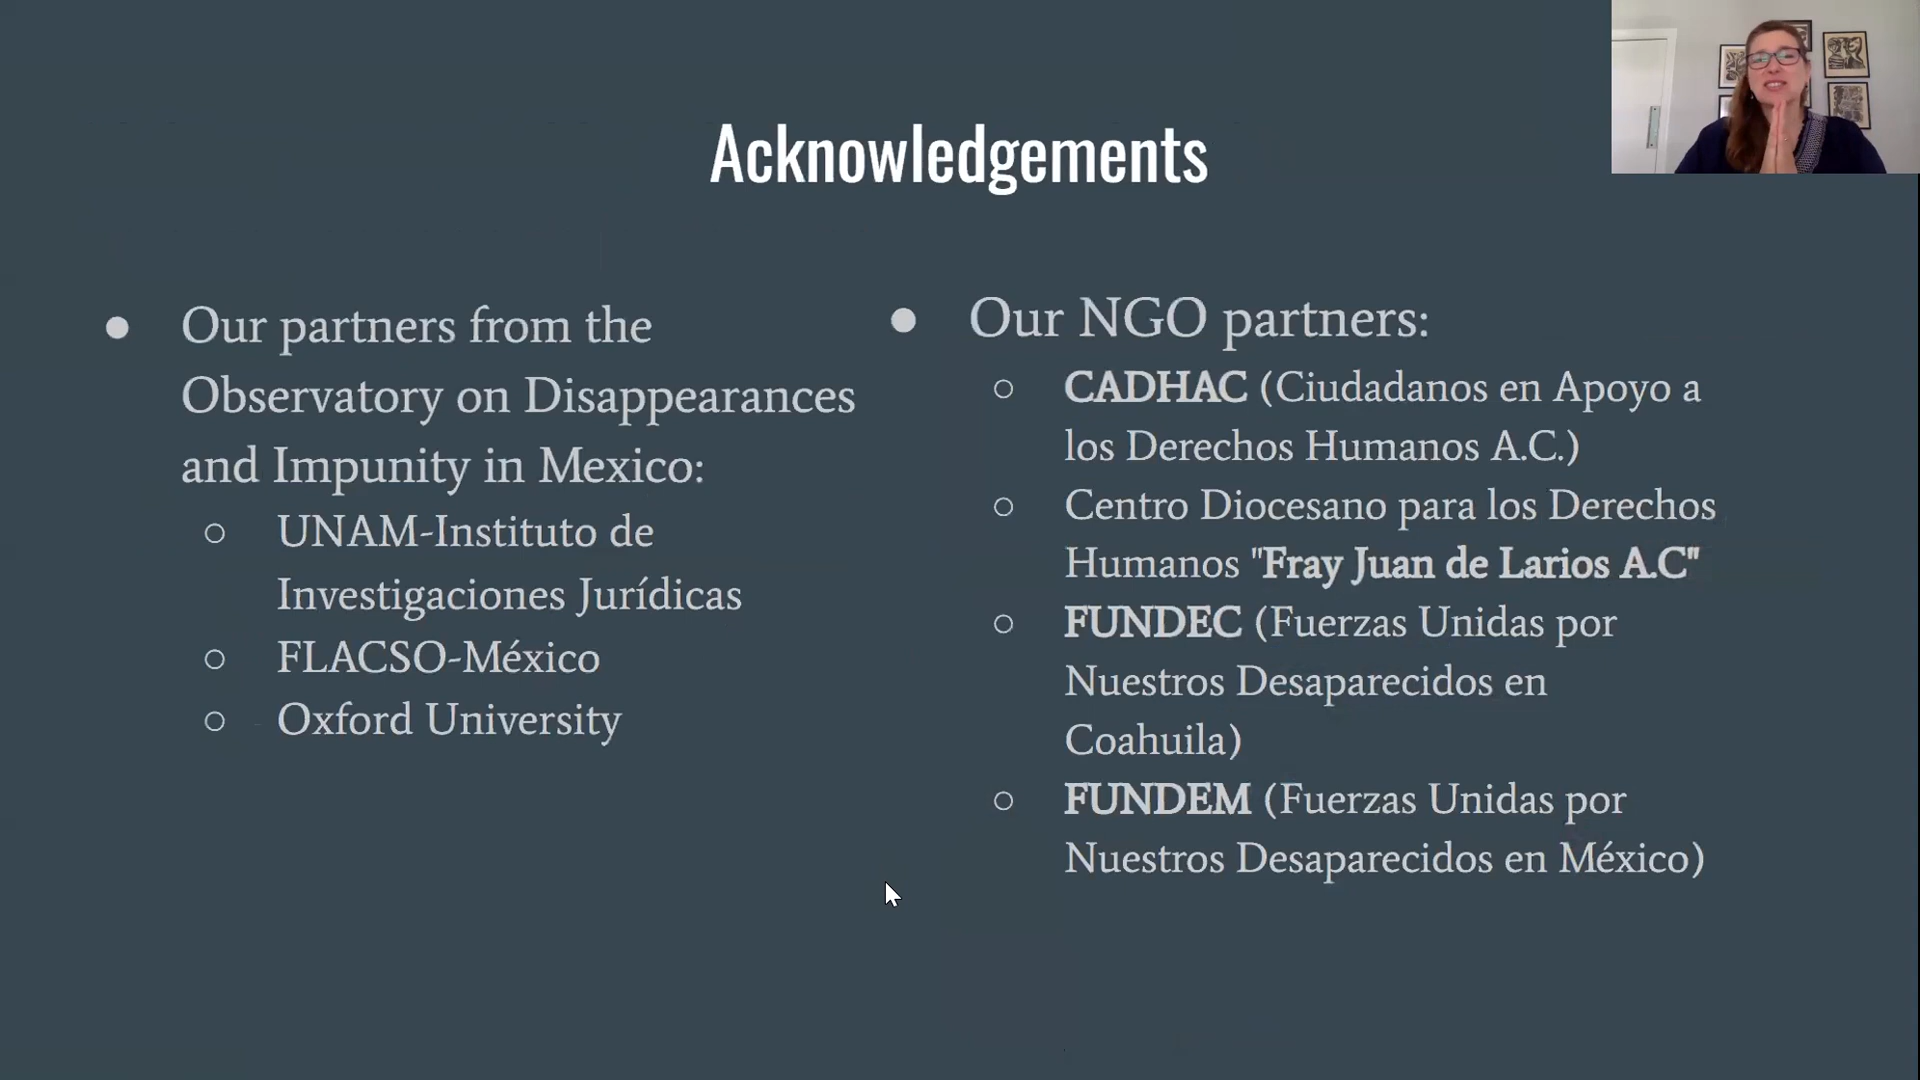 Acknowledgements
● Our partners from the
Observatory on Disappearances
and Impunity in Mexico:
○ UNAM-Instituto de
Investigaciones Jurídicas
○ FLACSO-México
○ Oxford University
● Our NGO partners:
○ CADHAC (Ciudadanos en Apoyo a
los Derechos Humanos A.C.)
○ Centro Diocesano para los Derechos
Humanos "Fray Juan de Larios A.C"
○ FUNDEC (Fuerzas Unidas por
Nuestros Desaparecidos en
Coahuila)
○ FUNDEM (Fuerzas Unidas por
Nuestros Desaparecidos en México)